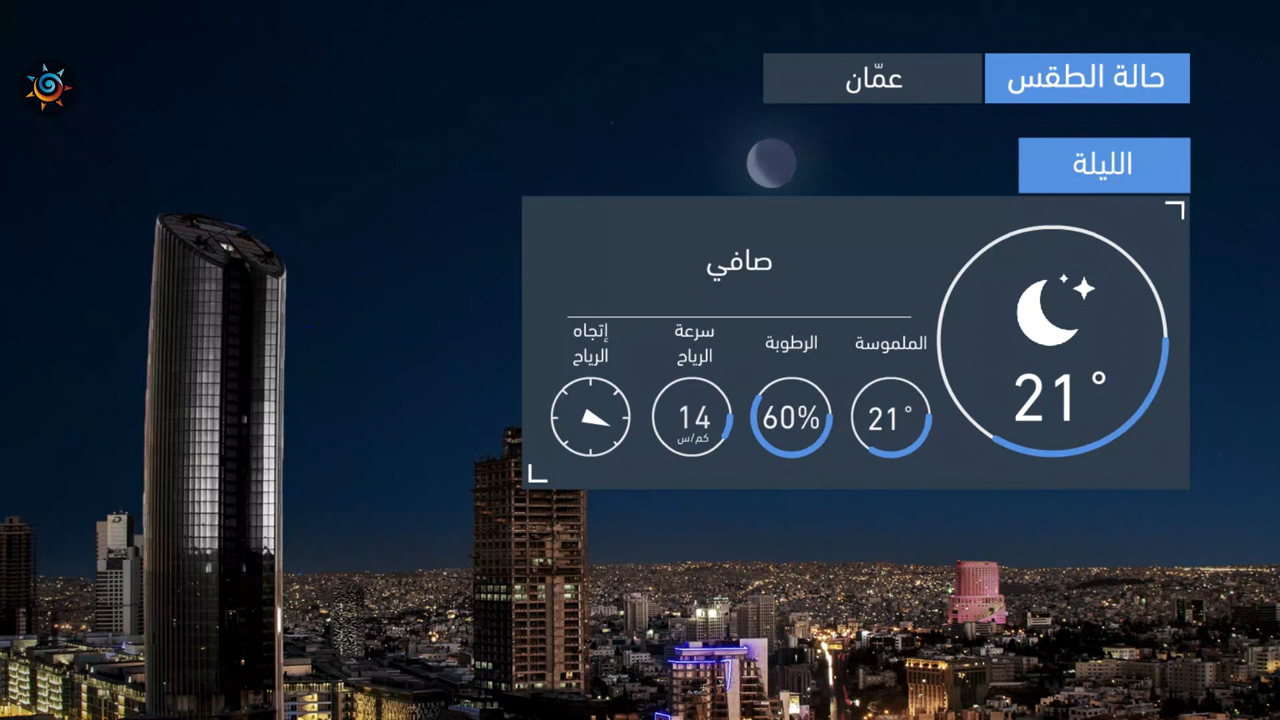 حالة الطقس
عمّان
الليلة
صافي
21°
الملموسة
21°
الرطوبة
60%
سرعة
الرياح
14
كم/س
إتجاه
الرياح